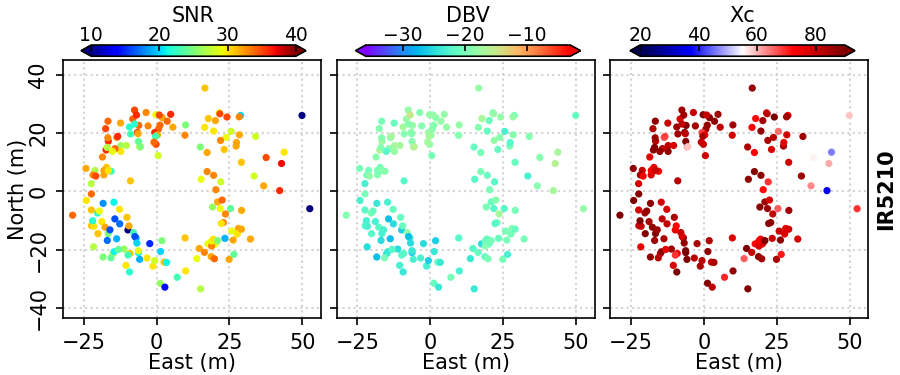 SNR DBV Xc
10 20 30 40 −30 −20 −10 20 40 60 80
North (m)
40
20
0
−20
−40
−25 0 25 50 −25 0 25 50 −25 0 25 50
East (m) East (m) East (m)
IR5210